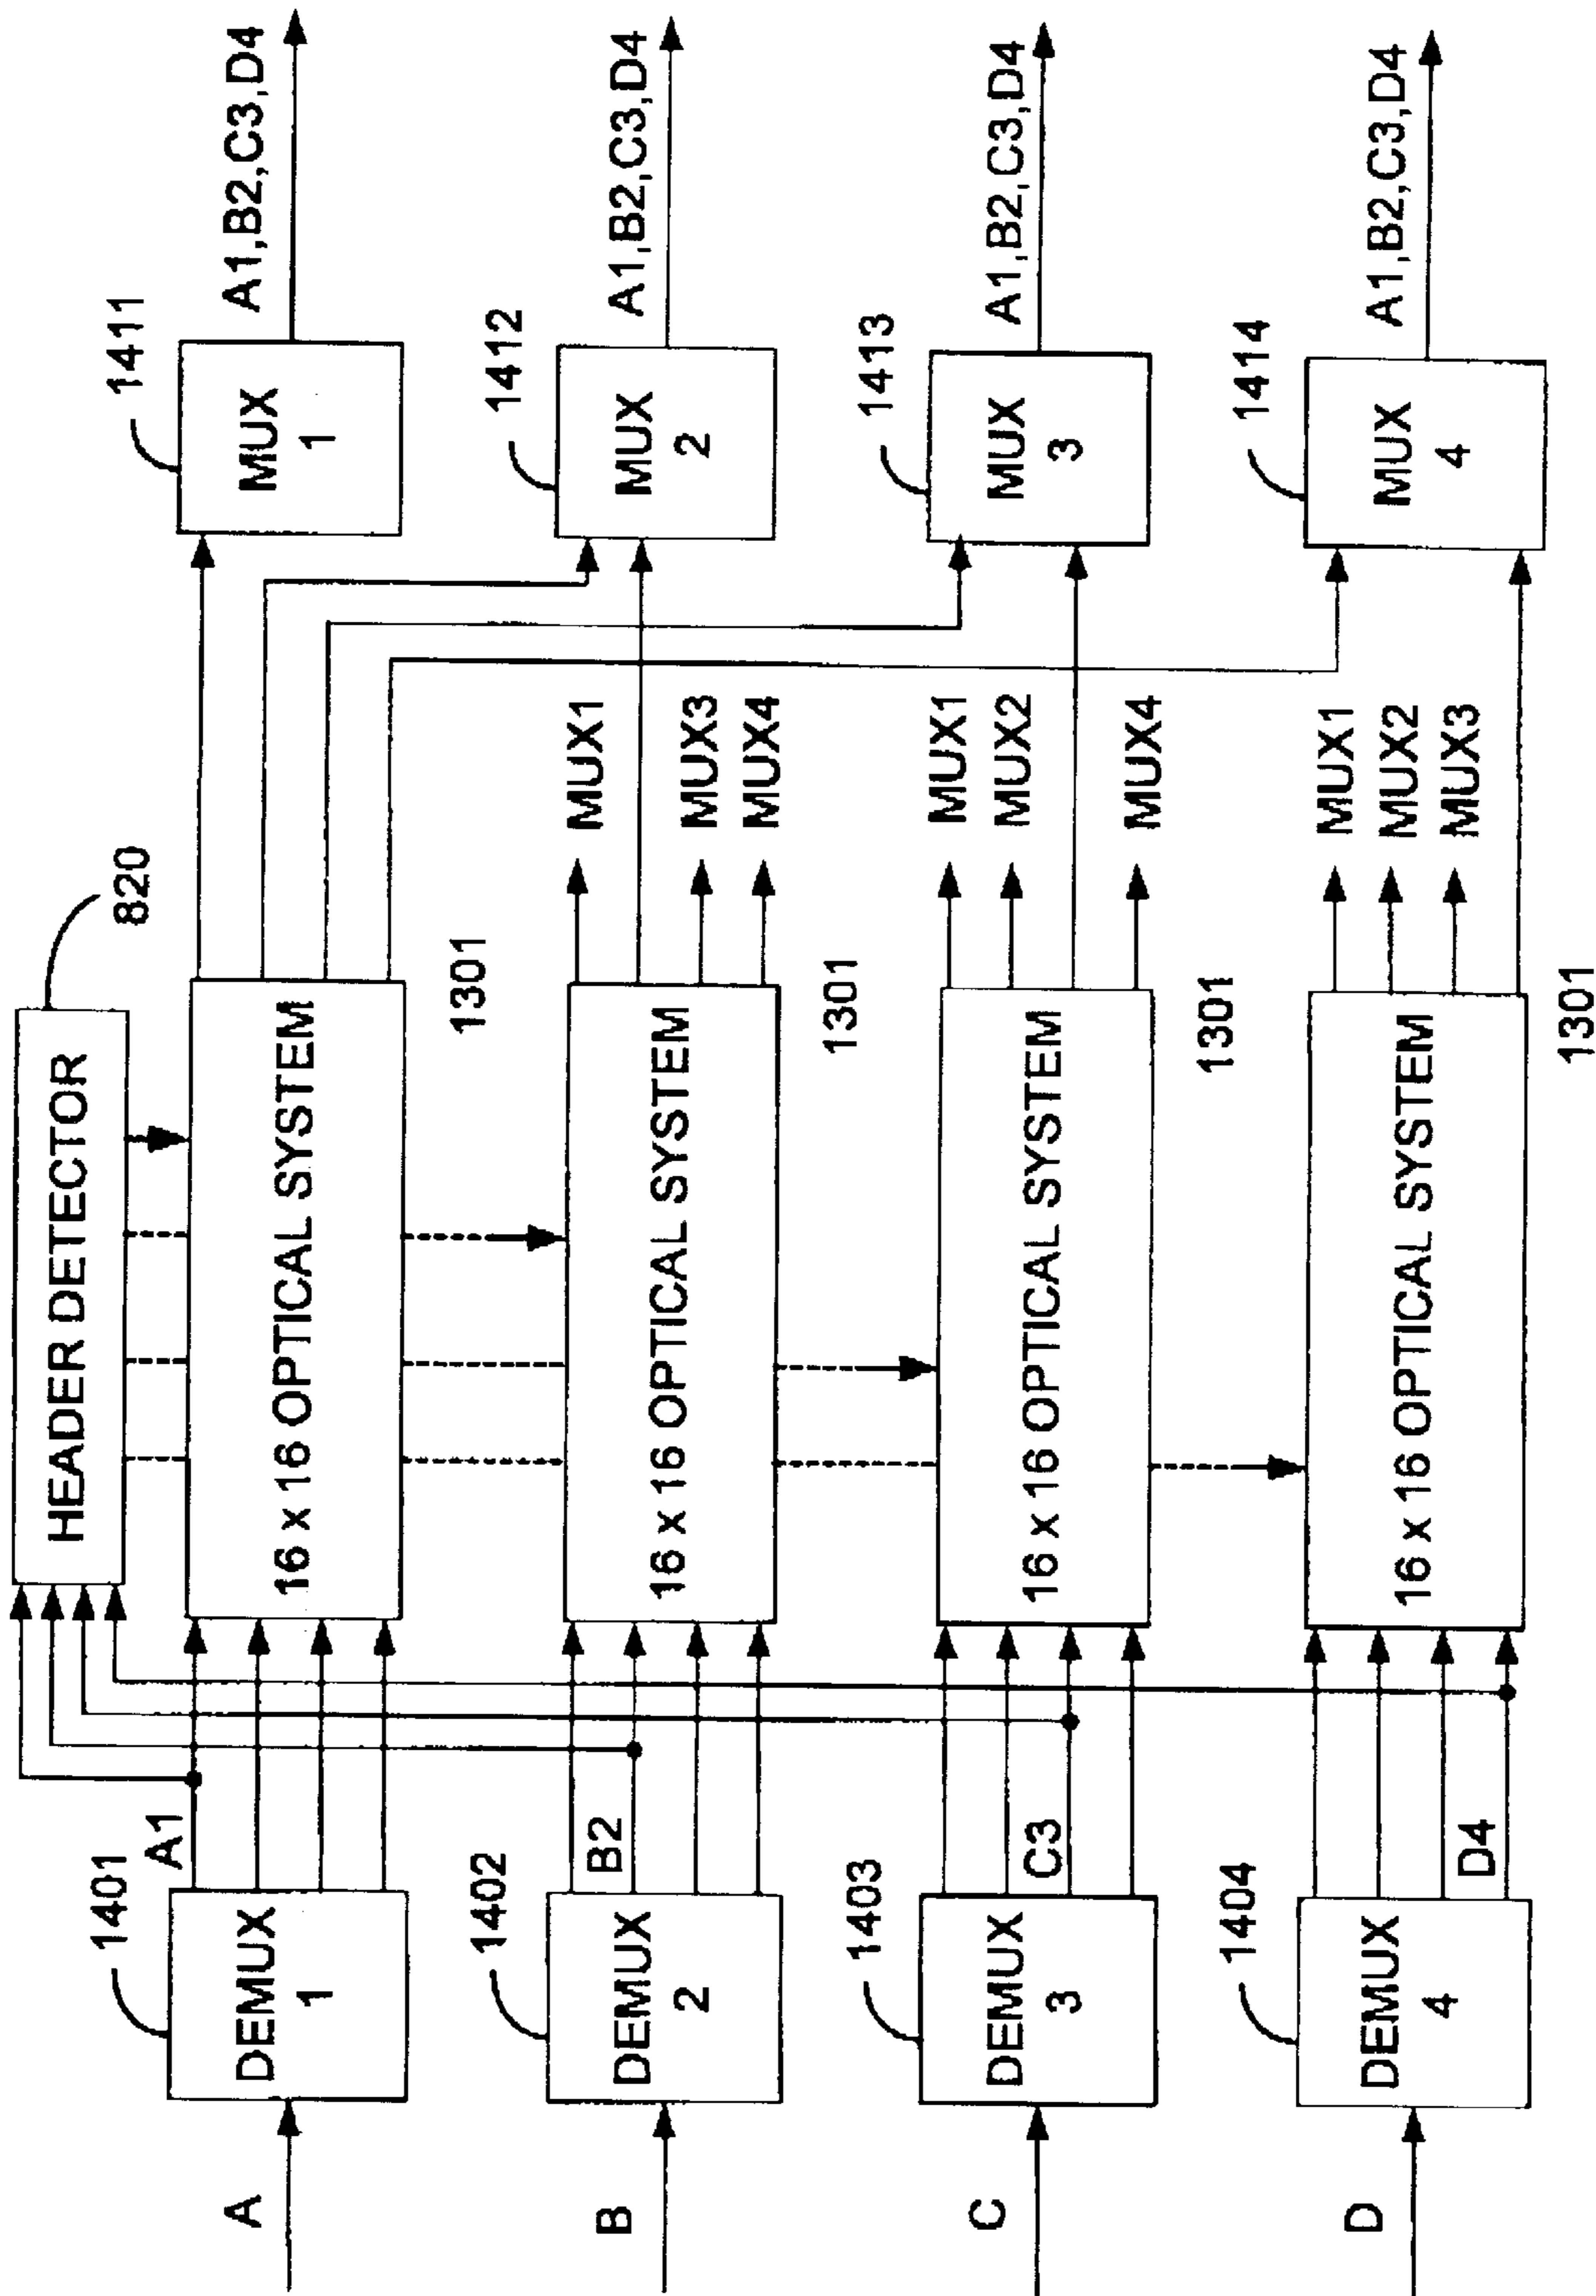 HEADER DETECTOR
820
A
DEMUX
1
1401
A1
16 x 16 OPTICAL SYSTEM
1301
MUX
1
1411
A1,B2,C3,D4
B
DEMUX
2
1402
B2
16 x 16 OPTICAL SYSTEM
1301
MUX1
MUX3
MUX4
MUX
2
1412
A1,B2,C3,D4
C
DEMUX
3
1403
C3
16 x 16 OPTICAL SYSTEM
1301
MUX1
MUX2
MUX4
MUX
3
1413
A1,B2,C3,D4
D
DEMUX
4
1404
D4
16 x 16 OPTICAL SYSTEM
1301
MUX1
MUX2
MUX3
MUX
4
1414
A1,B2,C3,D4